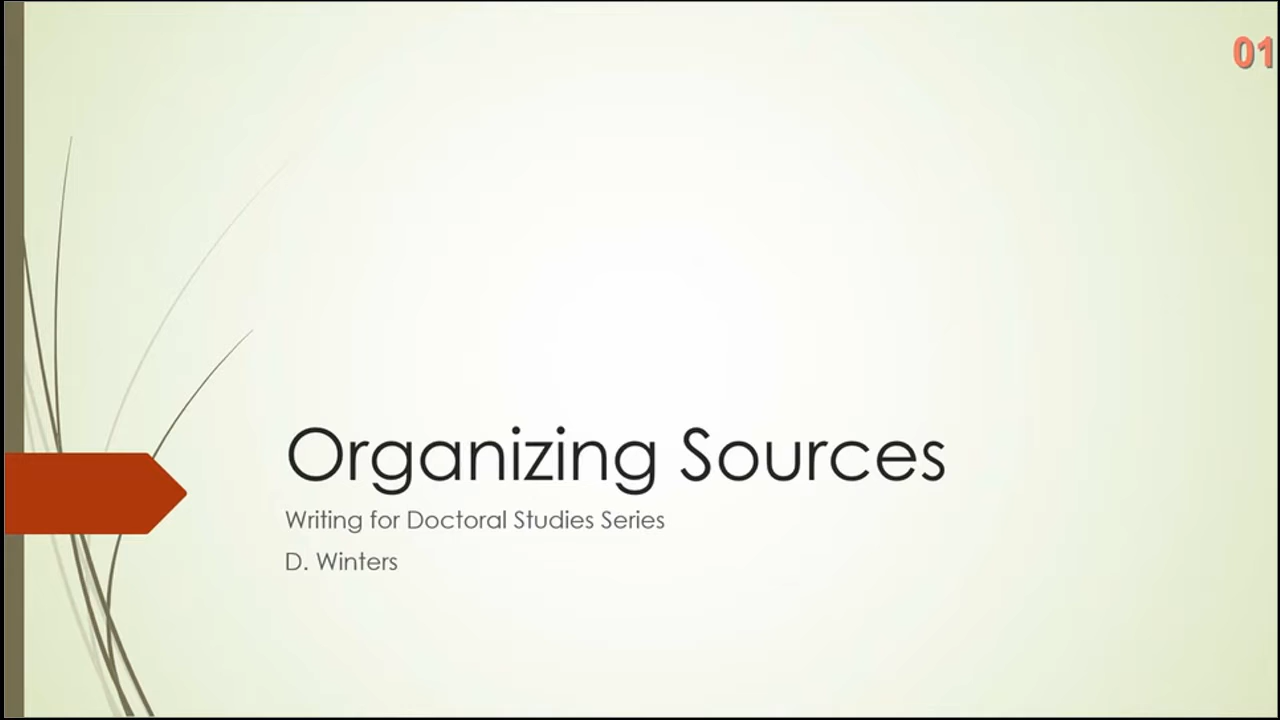 01
Organizing Sources
Writing for Doctoral Studies Series
D. Winters